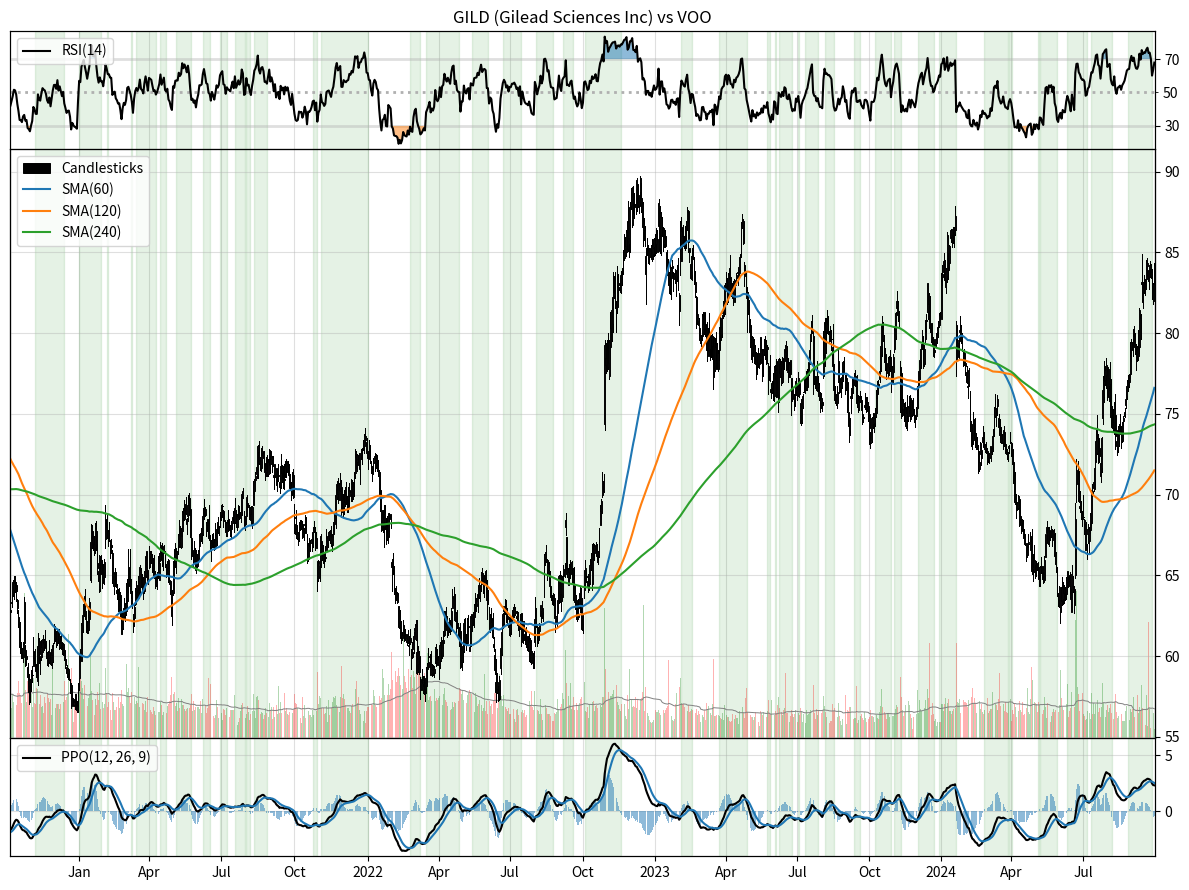 GILD (Gilead Sciences Inc) vs VOO
RSI(14)
70
50
30
Candlesticks
SMA(60)
SMA(120)
SMA(240)
90
85
80
75
70
65
60
55
PPO(12, 26, 9)
5
0
Jan Apr Jul Oct 2022 Apr Jul Oct 2023 Apr Jul Oct 2024 Apr Jul